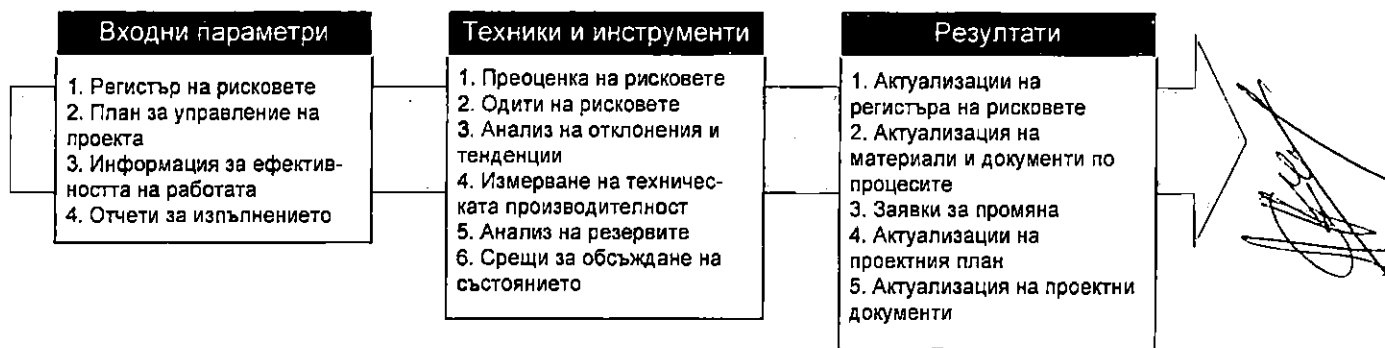 Входни параметри
1. Регистър на рисковете
2. План за управление на
проекта
3. Информация за ефектив-
ността на работата
4. Отчети за изпълнението
Техники и инструменти
1. Преоценка на рисковете
2. Одити на рисковете
3. Анализ на отклонения и
тенденции
4. Измерване на техничес-
ката производителност
5. Анализ на резервите
6. Срещи за обсъждане на
състоянието
Резултати
1. Актуализации на
регистъра на рисковете
2. Актуализация на
материали и документи по
процесите
3. Заявки за промяна
4. Актуализации на
проектния план
5. Актуализация на проектни
документи